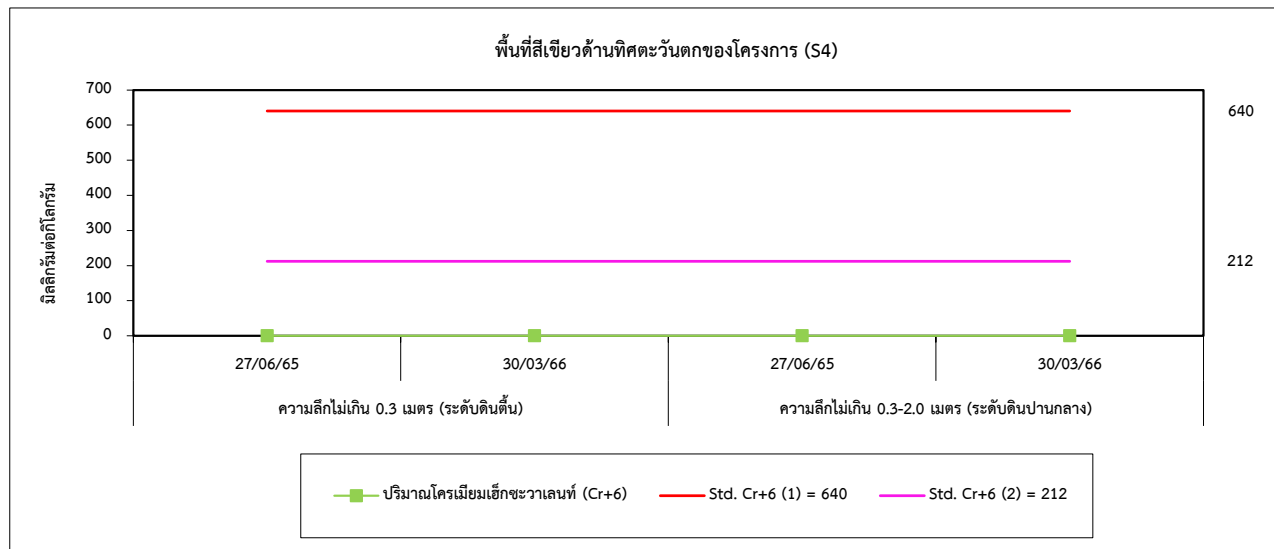 พื้นที่สีเขียวด้านทิศตะวันตกของโครงการ (S4)
มิลลิกรัมต่อกิโลกรัม
700
600
500
400
300
200
100
0
640
212
27/06/65 30/03/66 27/06/65 30/03/66
ความลึกไม่เกิน 0.3 เมตร (ระดับดินตื้น) ความลึกไม่เกิน 0.3-2.0 เมตร (ระดับดินปานกลาง)
ปริมาณโครเมียมเฮ็กซะวาเลนท์ (Cr+6) Std. Cr+6 (1) = 640 Std. Cr+6 (2) = 212